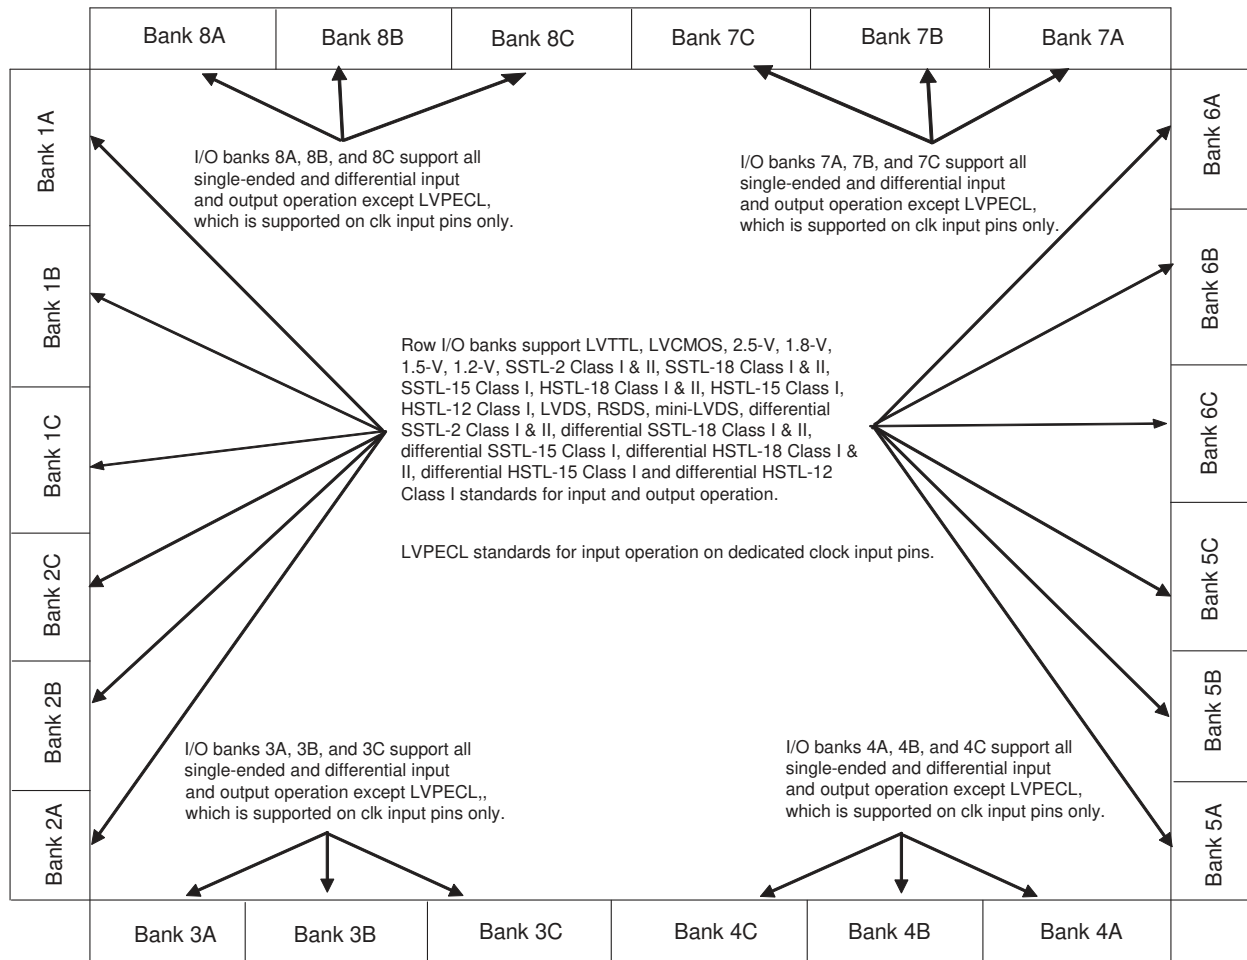 Bank 8A
Bank 8B
Bank 8C
Bank 7C
Bank 7B
Bank 7A
Bank 1A
Bank 1B
Bank 1C
Bank 2C
Bank 2B
Bank 2A
I/O banks 8A, 8B, and 8C support all
single-ended and differential input
and output operation except LVPECL,
which is supported on clk input pins only.
I/O banks 7A, 7B, and 7C support all
single-ended and differential input
and output operation except LVPECL,
which is supported on clk input pins only.
Row I/O banks support LVTTL, LVCMOS, 2.5-V, 1.8-V,
1.5-V, 1.2-V, SSTL-2 Class I & II, SSTL-18 Class I & II,
SSTL-15 Class I, HSTL-18 Class I & II, HSTL-15 Class I,
HSTL-12 Class I, LVDS, RSDS, mini-LVDS, differential
SSTL-2 Class I & II, differential SSTL-18 Class I & II,
differential SSTL-15 Class I, differential HSTL-18 Class I &
II, differential HSTL-15 Class I and differential HSTL-12
Class I standards for input and output operation.
LVPECL standards for input operation on dedicated clock input pins.
I/O banks 3A, 3B, and 3C support all
single-ended and differential input
and output operation except LVPECL,,
which is supported on clk input pins only.
I/O banks 4A, 4B, and 4C support all
single-ended and differential input
and output operation except LVPECL,
which is supported on clk input pins only.
Bank 6A
Bank 6B
Bank 6C
Bank 5C
Bank 5B
Bank 5A
Bank 3A
Bank 3B
Bank 3C
Bank 4C
Bank 4B
Bank 4A